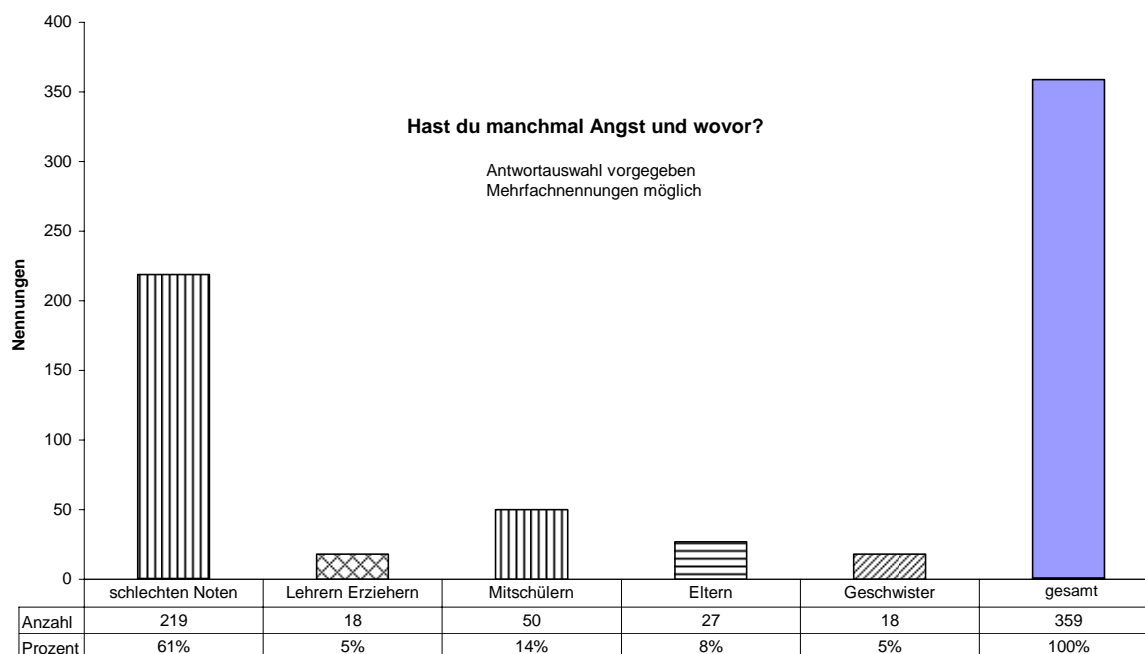 Hast du manchmal Angst und wovor?
Antwortauswahl vorgegeben
Mehrfachnennungen möglich
Nennungen
400
350
300
250
200
150
100
50
0
schlechten Noten Lehrern Erziehern Mitschülern Eltern Geschwister gesamt
Anzahl 219 18 50 27 18 359
Prozent 61% 5% 14% 8% 5% 100%